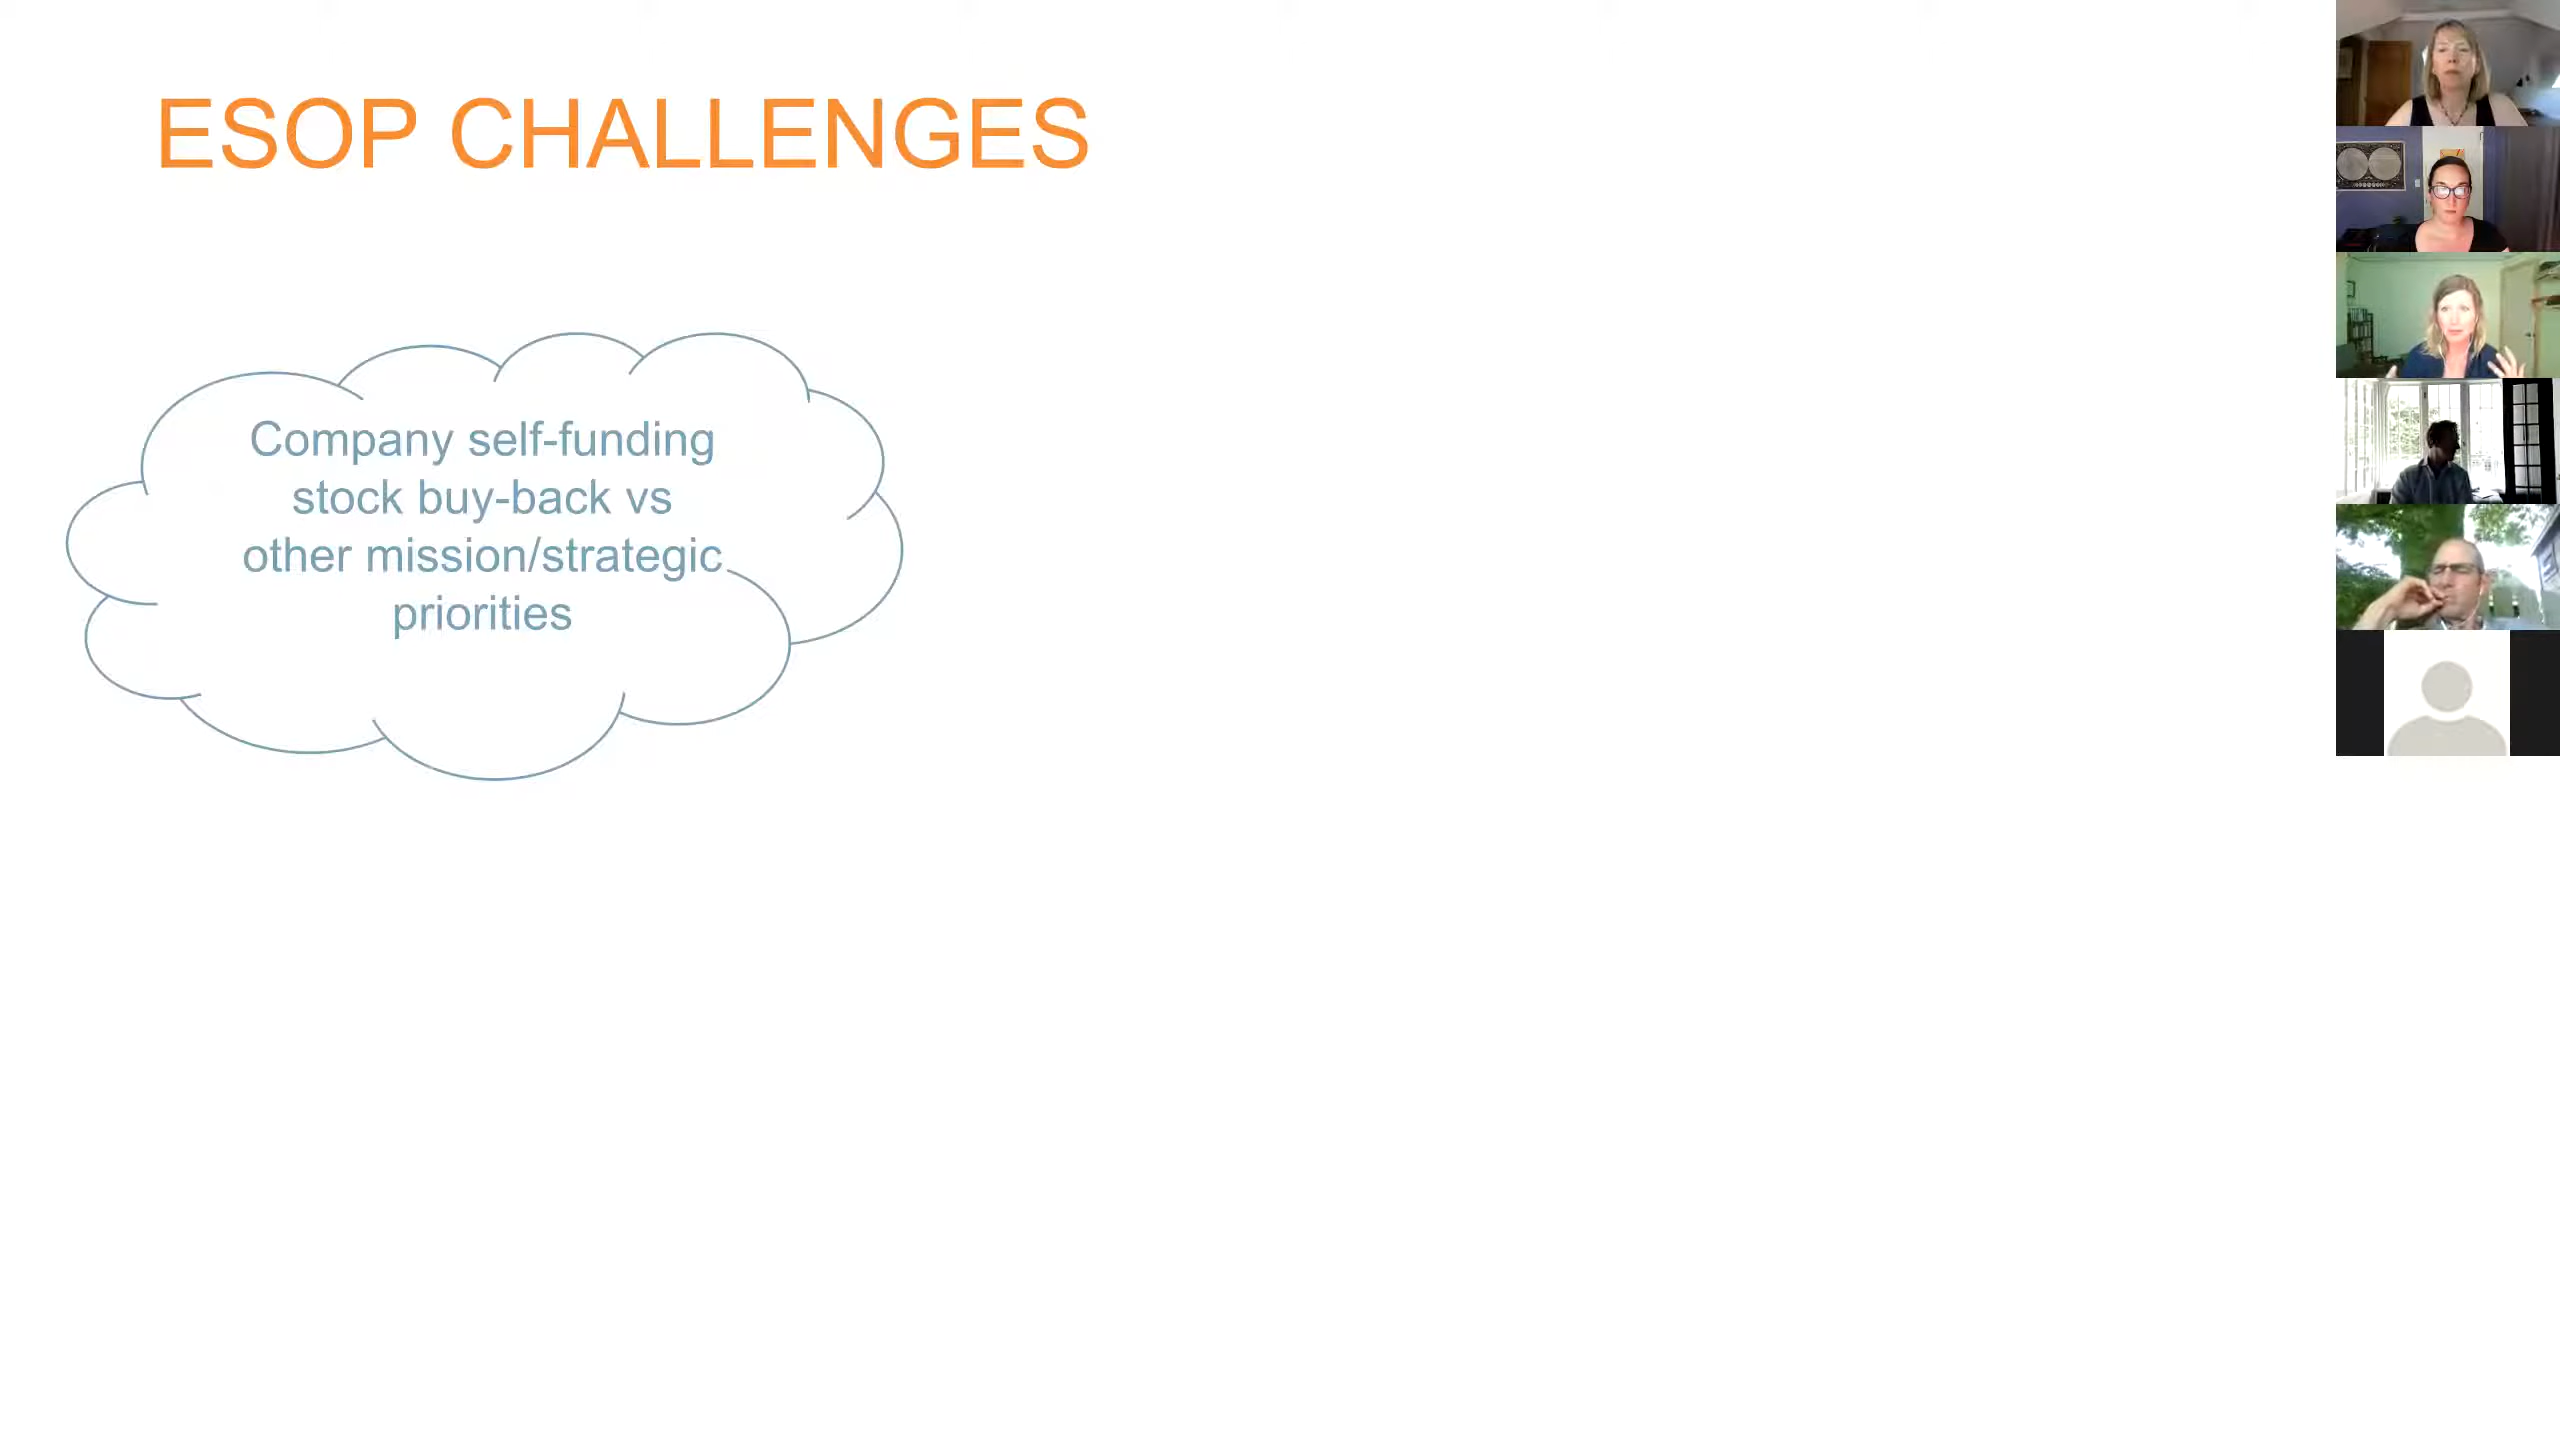 ESOP CHALLENGES
Company self-funding
stock buy-back vs
other mission/strategic
priorities